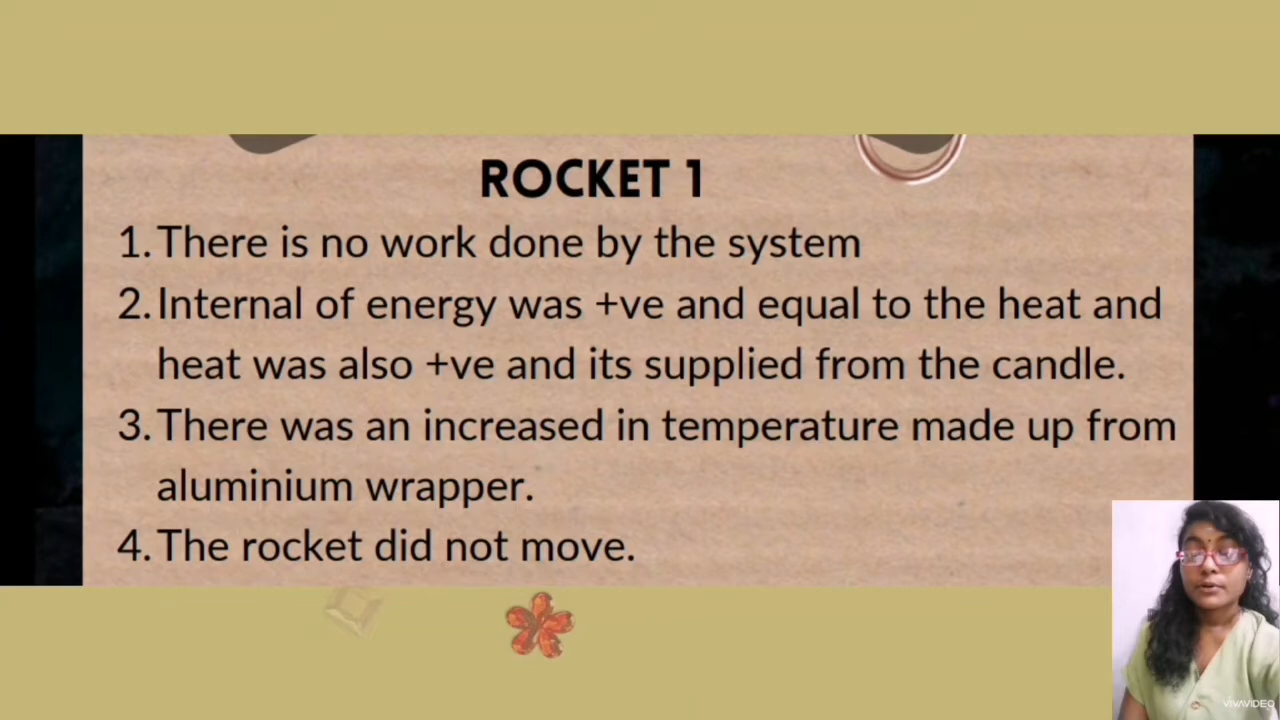 ROCKET 1
1. There is no work done by the system
2. Internal of energy was +ve and equal to the heat and
heat was also +ve and its supplied from the candle.
3. There was an increased in temperature made up from
aluminium wrapper.
4. The rocket did not move.
VIVAVIDEO